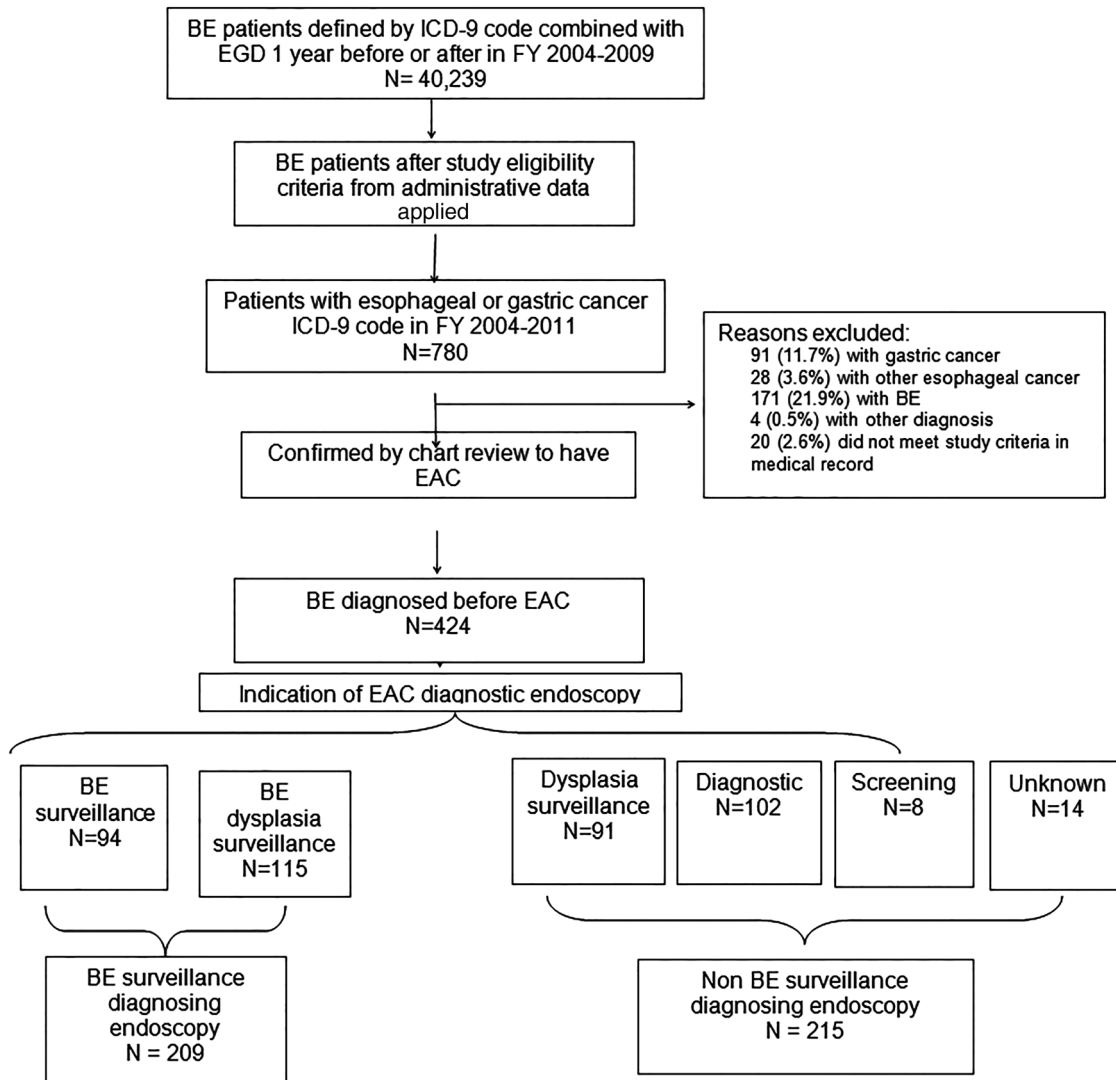 BE patients defined by ICD-9 code combined with
EGD 1 year before or after in FY 2004-2009
N= 40,239
BE patients after study eligibility
criteria from administrative data
applied
Patients with esophageal or gastric cancer
ICD-9 code in FY 2004-2011
N=780
Reasons excluded:
91 (11.7%) with gastric cancer
28 (3.6%) with other esophageal cancer
171 (21.9%) with BE
4 (0.5%) with other diagnosis
20 (2.6%) did not meet study criteria in
medical record
Confirmed by chart review to have
EAC
BE diagnosed before EAC
N=424
Indication of EAC diagnostic endoscopy
BE
surveillance
N=94
BE
dysplasia
surveillance
N=115
Dysplasia
surveillance
N=91
Diagnostic
N=102
Screening
N=8
Unknown
N=14
BE surveillance
diagnosing
endoscopy
N = 209
Non BE surveillance
diagnosing endoscopy
N = 215